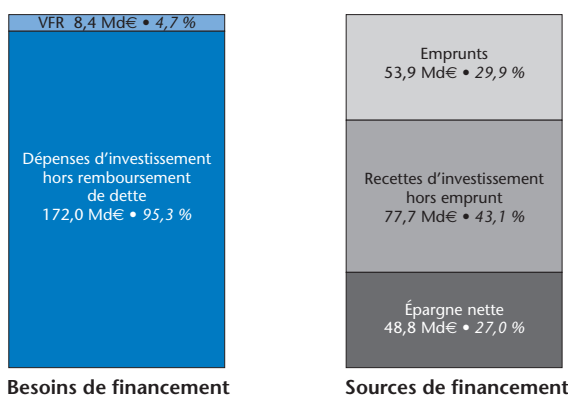 VFR 8,4 Md€ • 4,7 %
Dépenses d’investissement
hors remboursement
de dette
172,0 Md€ • 95,3 %
Besoins de financement
Emprunts
53,9 Md€ • 29,9 %
Recettes d’investissement
hors emprunt
77,7 Md€ • 43,1 %
Épargne nette
48,8 Md€ • 27,0 %
Sources de financement